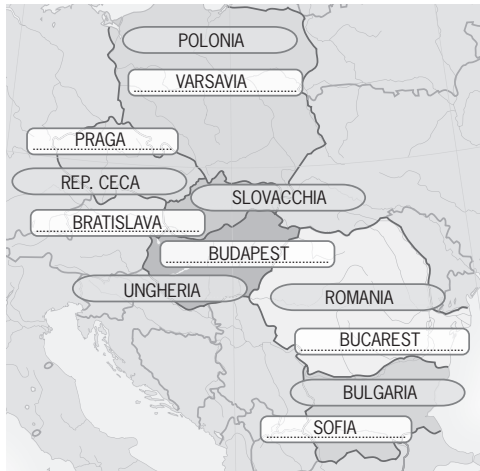 POLONIA
VARSAVIA
PRAGA
REP. CECA
SLOVACCHIA
BRATISLAVA
BUDAPEST
UNGHERIA
ROMANIA
BUCAREST
BULGARIA
SOFIA